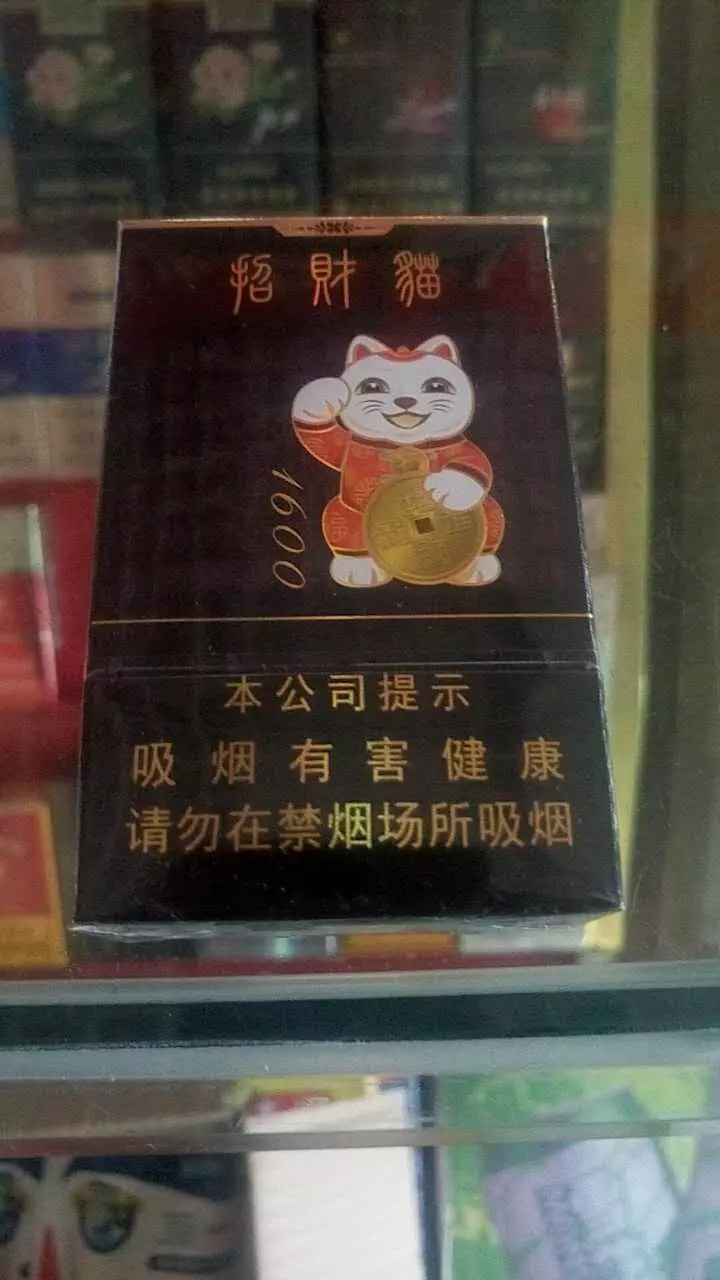 招財貓
1600
本公司提示
吸烟有害健康
请勿在禁烟场所吸烟